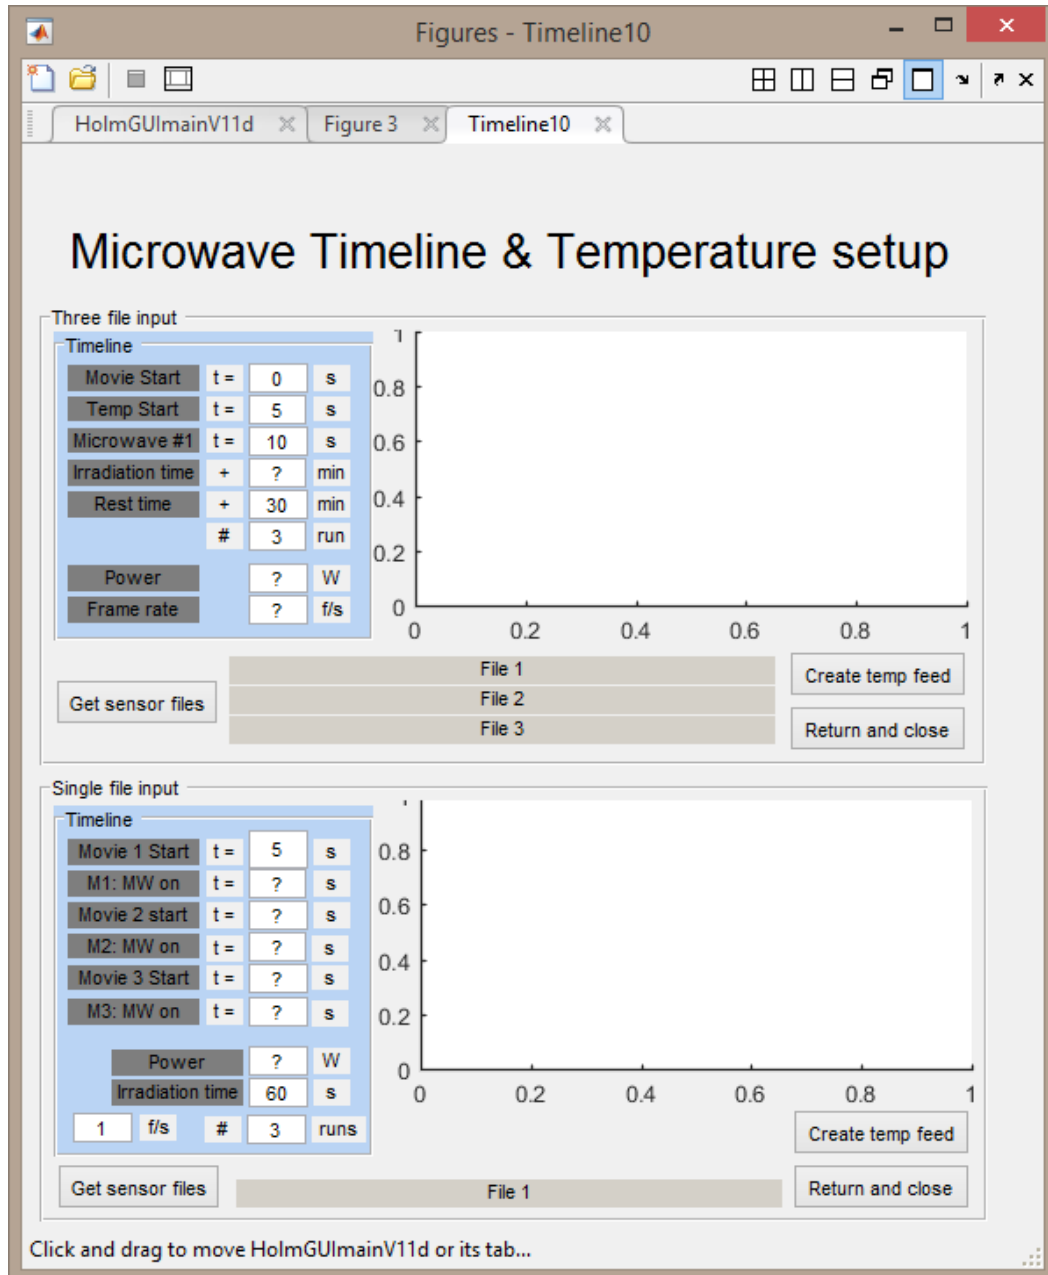 Figures - Timeline10
HolmGUImainV11d Figure 3 Timeline10
Microwave Timeline & Temperature setup
Three file input
Timeline
Movie Start t = 0 s
Temp Start t = 5 s
Microwave #1 t = 10 s
Irradiation time + ? min
Rest time + 30 min
# 3 run
Power ? W
Frame rate ? f/s
1
0.8
0.6
0.4
0.2
0
0 0.2 0.4 0.6 0.8 1
Get sensor files
File 1
File 2
File 3
Create temp feed
Return and close
Single file input
Timeline
Movie 1 Start t = 5 s
M1: MW on t = ? s
Movie 2 start t = ? s
M2: MW on t = ? s
Movie 3 Start t = ? s
M3: MW on t = ? s
Power ? W
Irradiation time 60 s
1 f/s # 3 runs
0.8
0.6
0.4
0.2
0
0 0.2 0.4 0.6 0.8 1
Create temp feed
Get sensor files File 1 Return and close
Click and drag to move HolmGUImainV11d or its tab...